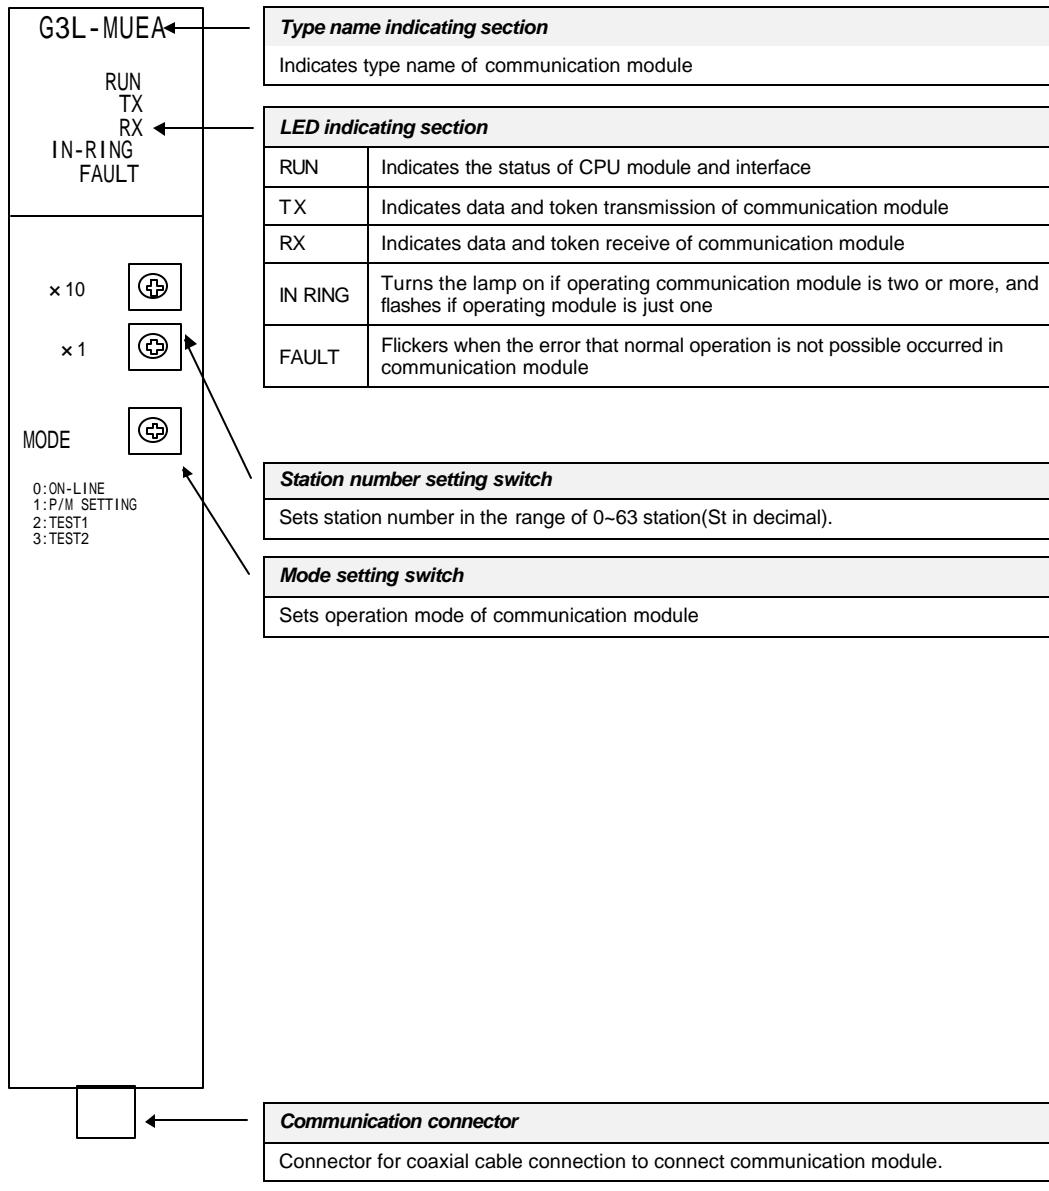 G3L-MUEA
RUN
TX
RX
IN-RING
FAULT
×10
×1
MODE
0:ON-LINE
1:P/M SETTING
2:TEST1
3:TEST2
Type name indicating section
Indicates type name of communication module
LED indicating section
RUN Indicates the status of CPU module and interface
TX Indicates data and token transmission of communication module
RX Indicates data and token receive of communication module
IN RING Turns the lamp on if operating communication module is two or more, and
flashes if operating module is just one
FAULT Flickers when the error that normal operation is not possible occurred in
communication module
Station number setting switch
Sets station number in the range of 0~63 station(St in decimal).
Mode setting switch
Sets operation mode of communication module
Communication connector
Connector for coaxial cable connection to connect communication module.